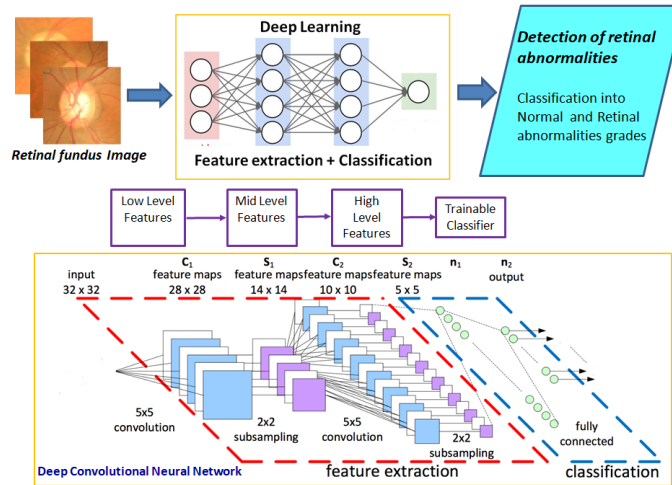 Deep Learning
Retinal fundus Image
Feature extraction + Classification
Detection of retinal
abnormalities
Classification into
Normal and Retinal
abnormalities grades
Low Level
Features
Mid Level
Features
High
Level
Features
Trainable
Classifier
input
32 x 32
C1
feature maps
28 x 28
S1
feature maps
14 x 14
C2
feature maps
10 x 10
S2
feature maps
5 x 5
n1
n2
output
5x5
convolution
2x2
subsampling
5x5
convolution
2x2
subsampling
fully
connected
Deep Convolutional Neural Network
feature extraction
classification